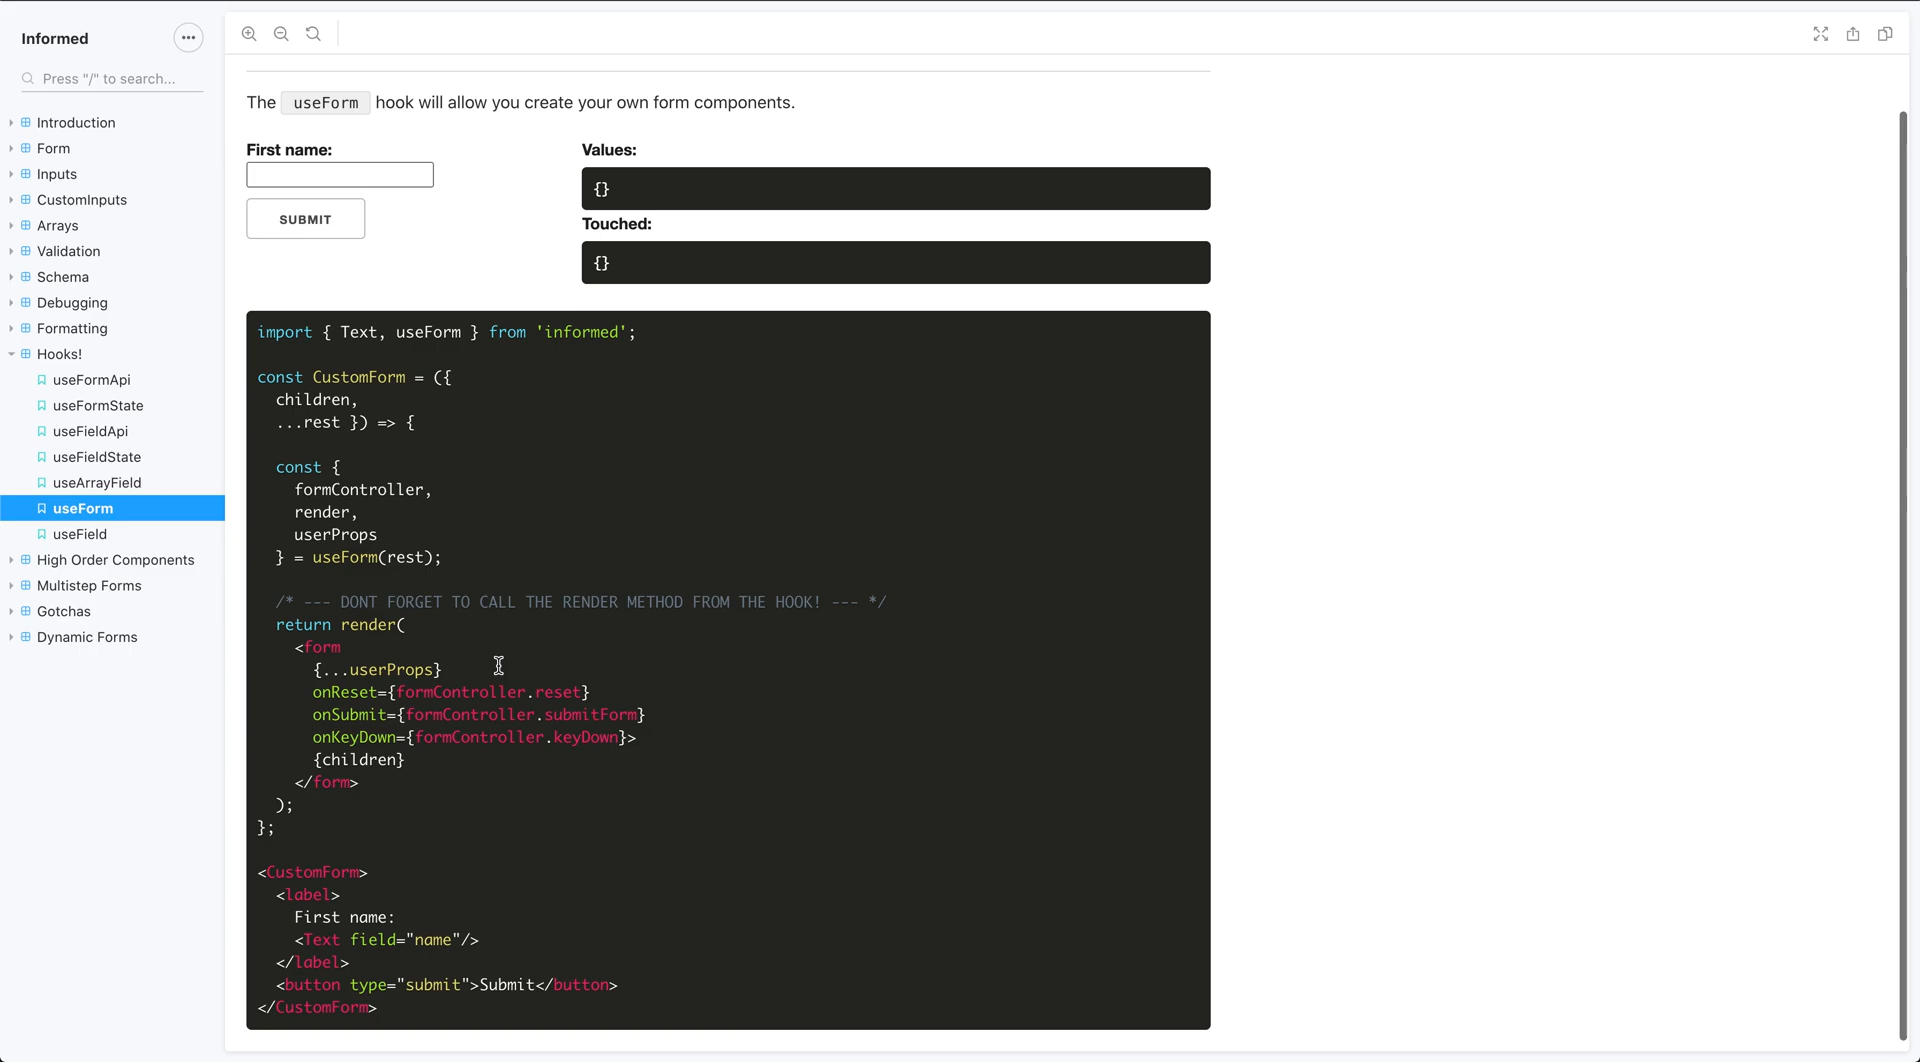 Informed
Press "/" to search...
Introduction
Form
Inputs
CustomInputs
Arrays
Validation
Schema
Debugging
Formatting
Hooks!
useFormApi
useFormState
useFieldApi
useFieldState
useArrayField
useForm
useField
High Order Components
Multistep Forms
Gotchas
Dynamic Forms
The useForm hook will allow you create your own form components.
First name:
SUBMIT
Values:
{}
Touched:
{}
import { Text, useForm } from 'informed';
const CustomForm = ({
children,
...rest }) => {
const {
formController,
render,
userProps
} = useForm(rest);
/* --- DONT FORGET TO CALL THE RENDER METHOD FROM THE HOOK! --- */
return render(
<form
{...userProps}
onReset={formController.reset}
onSubmit={formController.submitForm}
onKeyDown={formController.keyDown}>
{children}
</form>
);
};
<CustomForm>
<label>
First name:
<Text field="name"/>
</label>
<button type="submit">Submit</button>
</CustomForm>